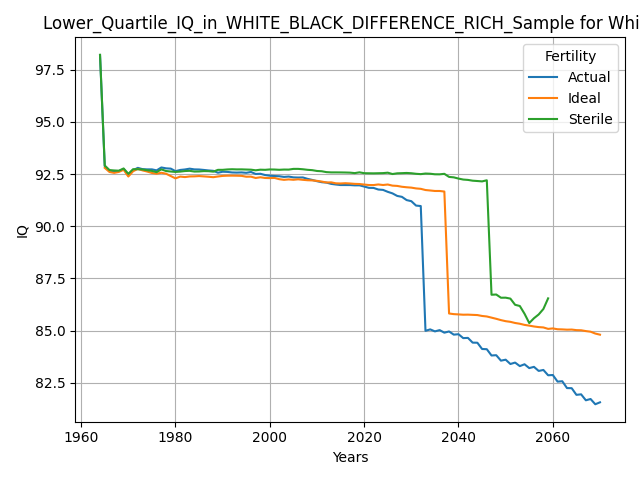 Lower_Quartile_IQ_in_WHITE_BLACK_DIFFERENCE_RICH_Sample for Whi
Fertility
Actual
Ideal
Sterile
97.5
95.0
92.5
90.0
87.5
85.0
82.5
IQ
1960 1980 2000 2020 2040 2060
Years